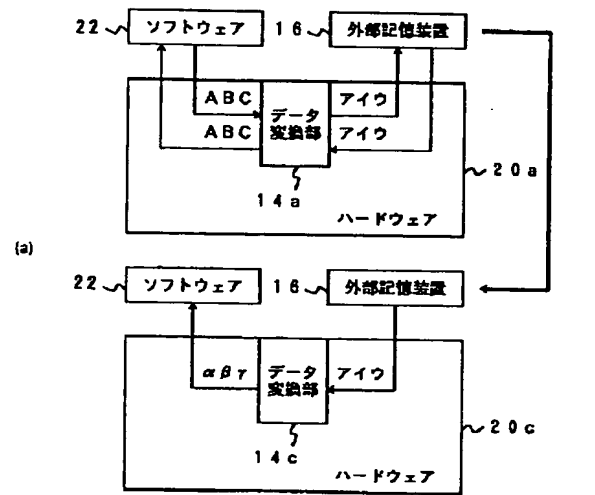 22 ソフトウェア 16 外部記憶装置
ABC データ変換部 アイウ
ABC アイウ
14a
20a
ハードウェア
(a)
22 ソフトウェア 16 外部記憶装置
αβγ データ変換部 アイウ
14c
20c
ハードウェア